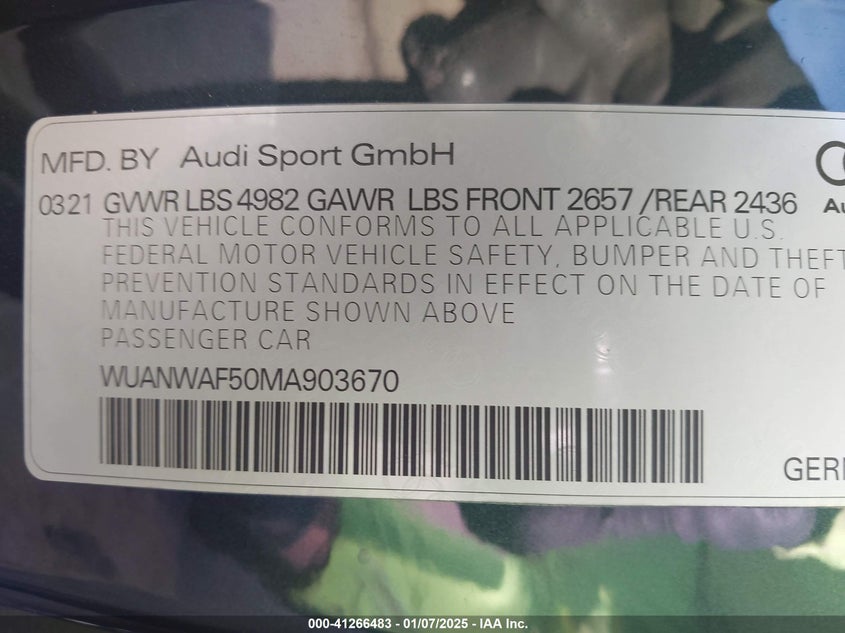 MFD. BY Audi Sport GmbH
0321 GVWR LBS 4982 GAWR LBS FRONT 2657 /REAR 2436
THIS VEHICLE CONFORMS TO ALL APPLICABLE U.S.
FEDERAL MOTOR VEHICLE SAFETY, BUMPER AND THEFT
PREVENTION STANDARDS IN EFFECT ON THE DATE OF
MANUFACTURE SHOWN ABOVE
PASSENGER CAR
WUANWAF50MA903670
000-41266483 - 01/07/2025 - IAA Inc.